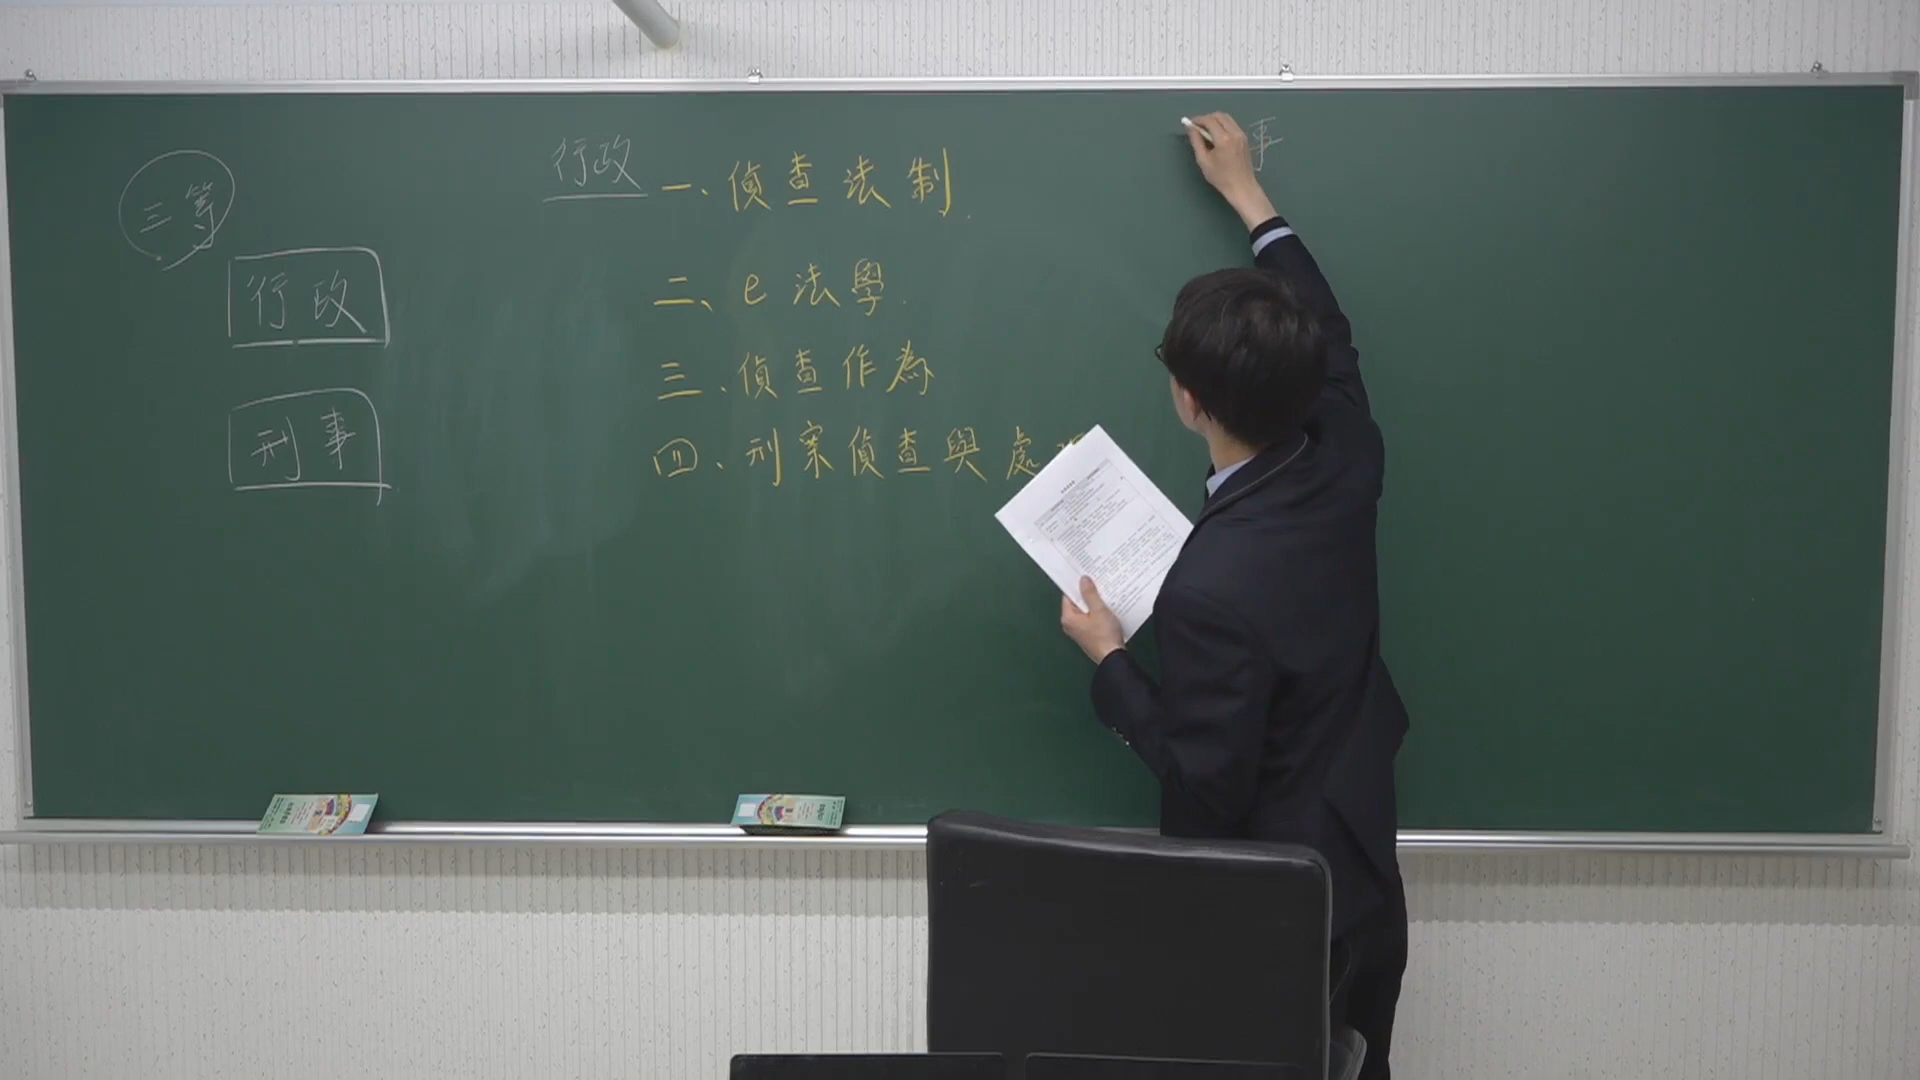 三等
行政
刑事
行政
一、偵查法制
二、e法學
三、偵查作為
四、刑案偵查與處
事